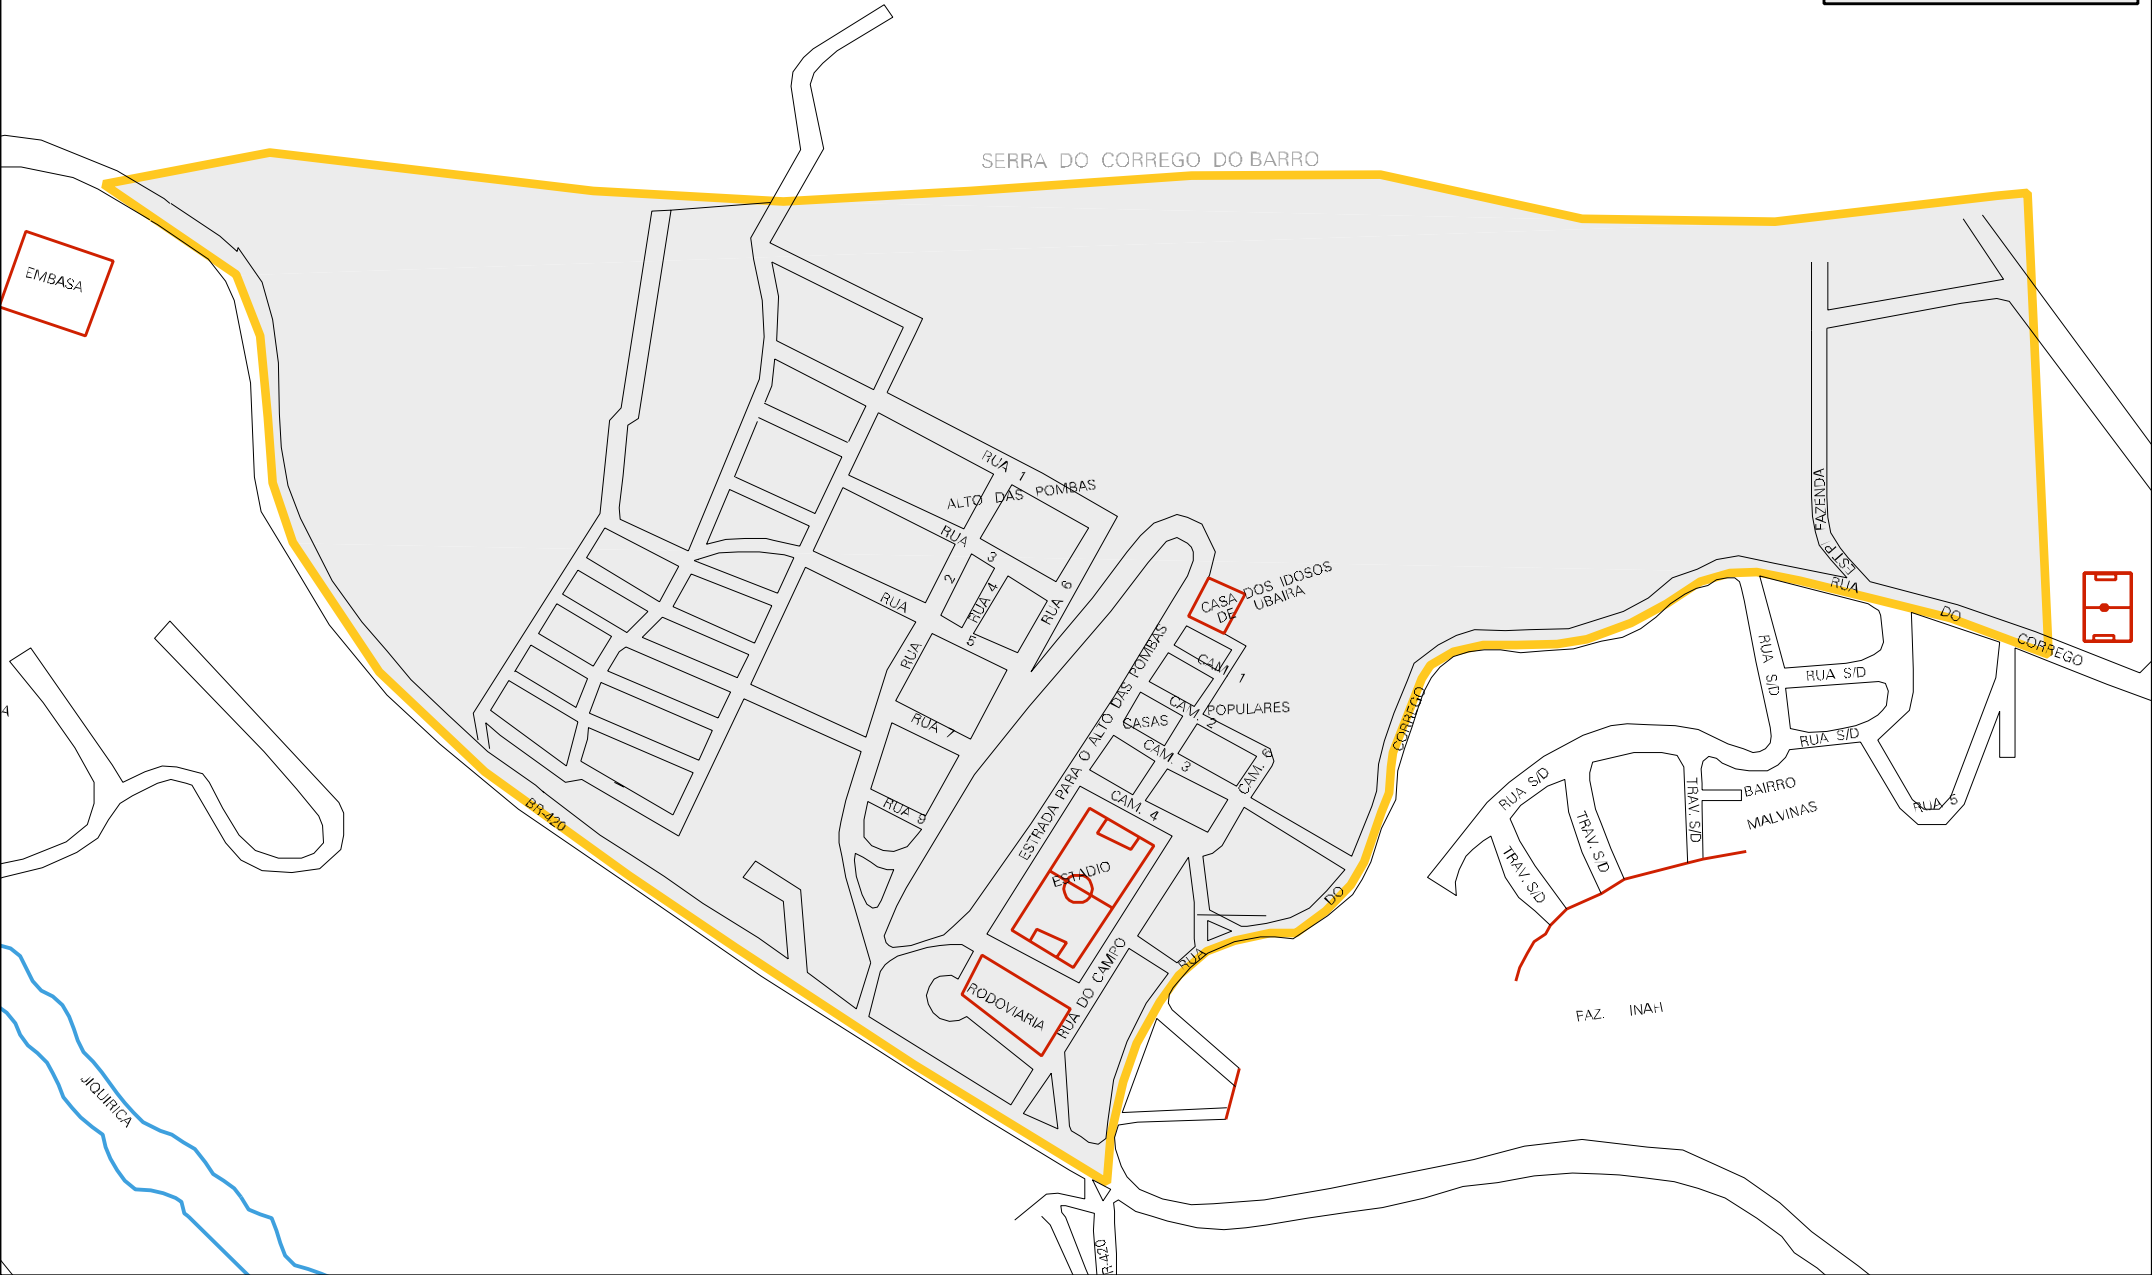 SERRA DO CORREGO DO BARRO
EMBASA
RUA 1
ALTO DAS POMBAS
RUA 3
2
RUA 4
RUA 6
RUA
5
RUA
RUA 7
RUA 9
FAZENDA
EST P/
CASA DOS IDOSOS
DE UBAIRA
ESTRADA PARA O ALTO DAS POMBAS
CAM. 1
CAM. 2
POPULARES
CASAS
CAM. 3
CAM. 6
CAM. 4
ESTADIO
RODOVIARIA
RUA DO CAMPO
RUA DO CORREGO
RUA DO CORREGO
RUA S/D
RUA S/D
RUA S/D
RUA S/D
TRAV. S/D
TRAV. S/D
TRAV. S/D
BAIRRO
MALVINAS
RUA 5
FAZ. INAH
BR-420
A
JIQUIRICA
R-420